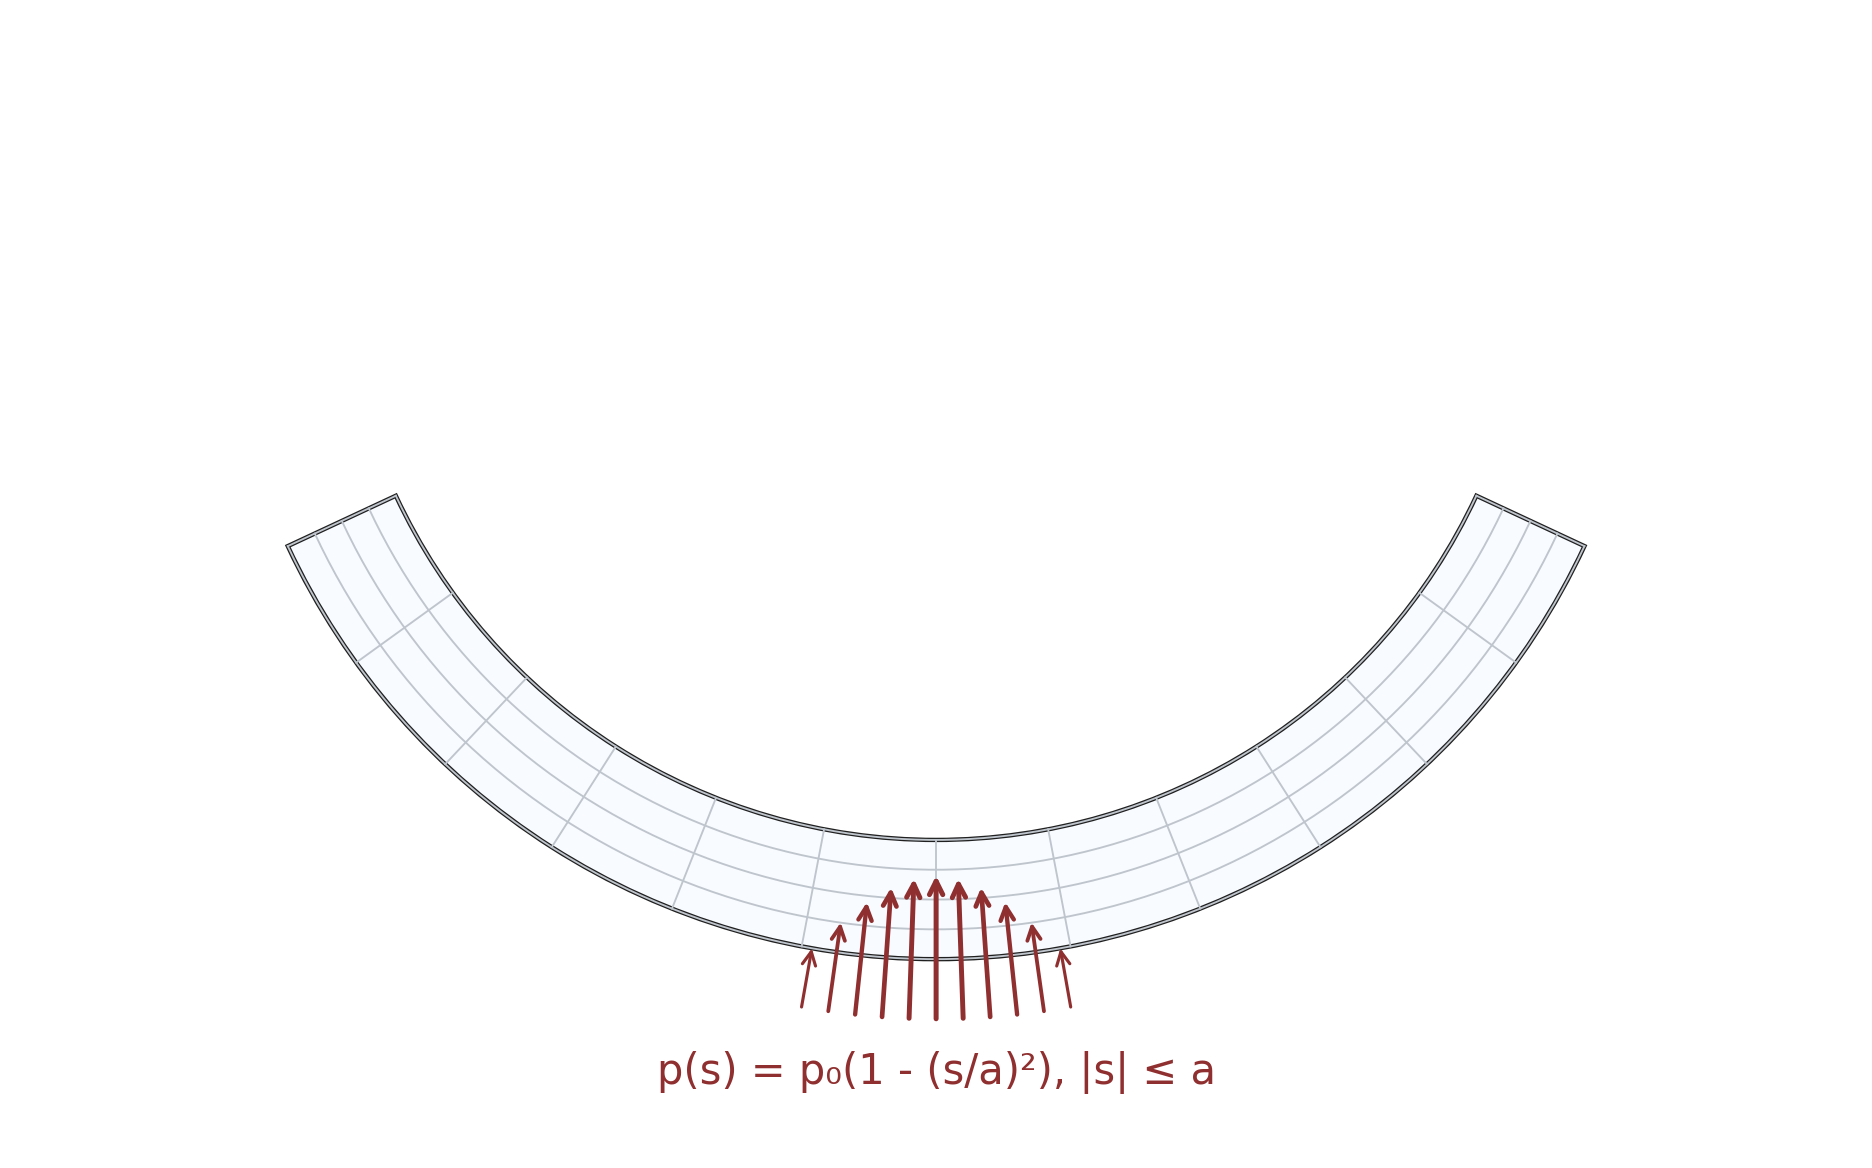 p(s) = p₀(1 - (s/a)²), |s| ≤ a